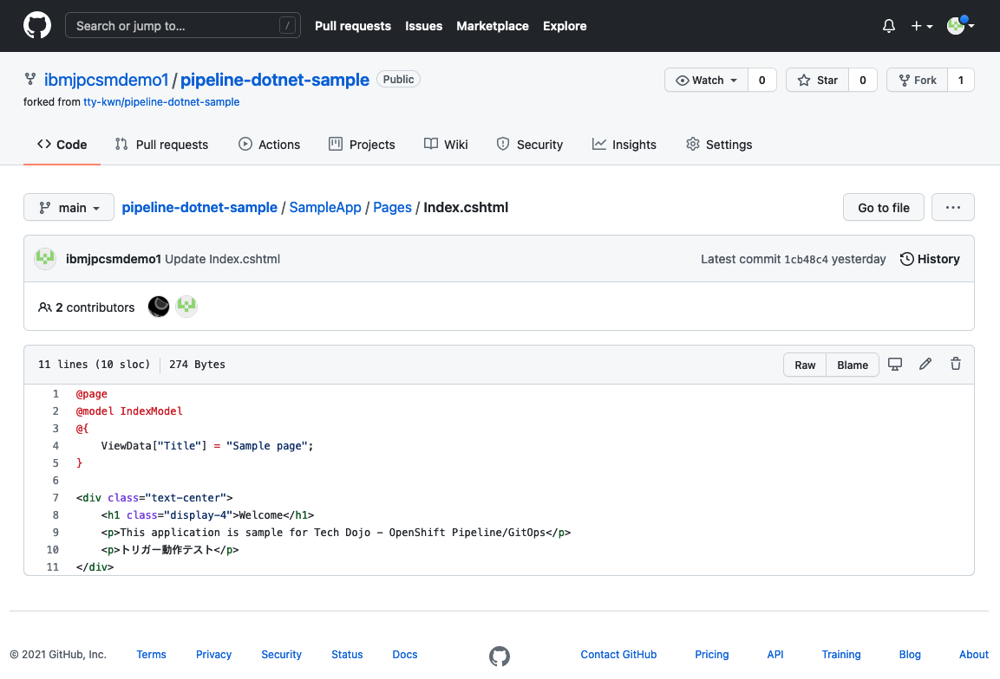 Search or jump to... /
Pull requests Issues Marketplace Explore
ibmjpcsmdemo1 / pipeline-dotnet-sample Public
Watch 0 Star 0 Fork 1
forked from tty-kwn/pipeline-dotnet-sample
Code Pull requests Actions Projects Wiki Security Insights Settings
main pipeline-dotnet-sample / SampleApp / Pages / Index.cshtml Go to file ...
ibmjpcsmdemo1 Update Index.cshtml Latest commit 1cb48c4 yesterday History
2 contributors
11 lines (10 sloc) 274 Bytes Raw Blame
1 @page
2 @model IndexModel
3 @{
4     ViewData["Title"] = "Sample page";
5 }
6
7 <div class="text-center">
8     <h1 class="display-4">Welcome</h1>
9     <p>This application is sample for Tech Dojo - OpenShift Pipeline/GitOps</p>
10     <p>トリガー動作テスト</p>
11 </div>
© 2021 GitHub, Inc. Terms Privacy Security Status Docs Contact GitHub Pricing API Training Blog About